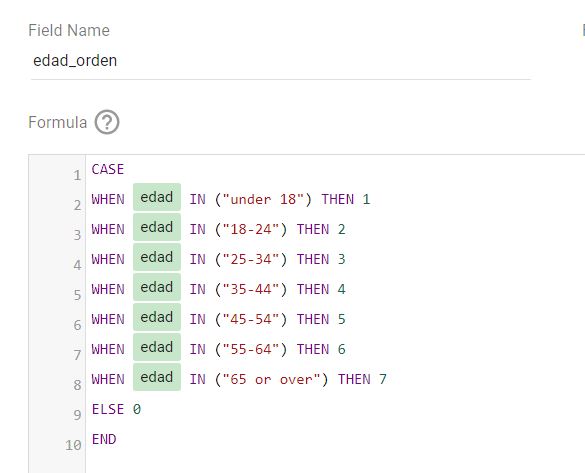 Field Name
edad_orden
Formula ?
1 CASE
2 WHEN edad IN ("under 18") THEN 1
3 WHEN edad IN ("18-24") THEN 2
4 WHEN edad IN ("25-34") THEN 3
5 WHEN edad IN ("35-44") THEN 4
6 WHEN edad IN ("45-54") THEN 5
7 WHEN edad IN ("55-64") THEN 6
8 WHEN edad IN ("65 or over") THEN 7
9 ELSE 0
10 END